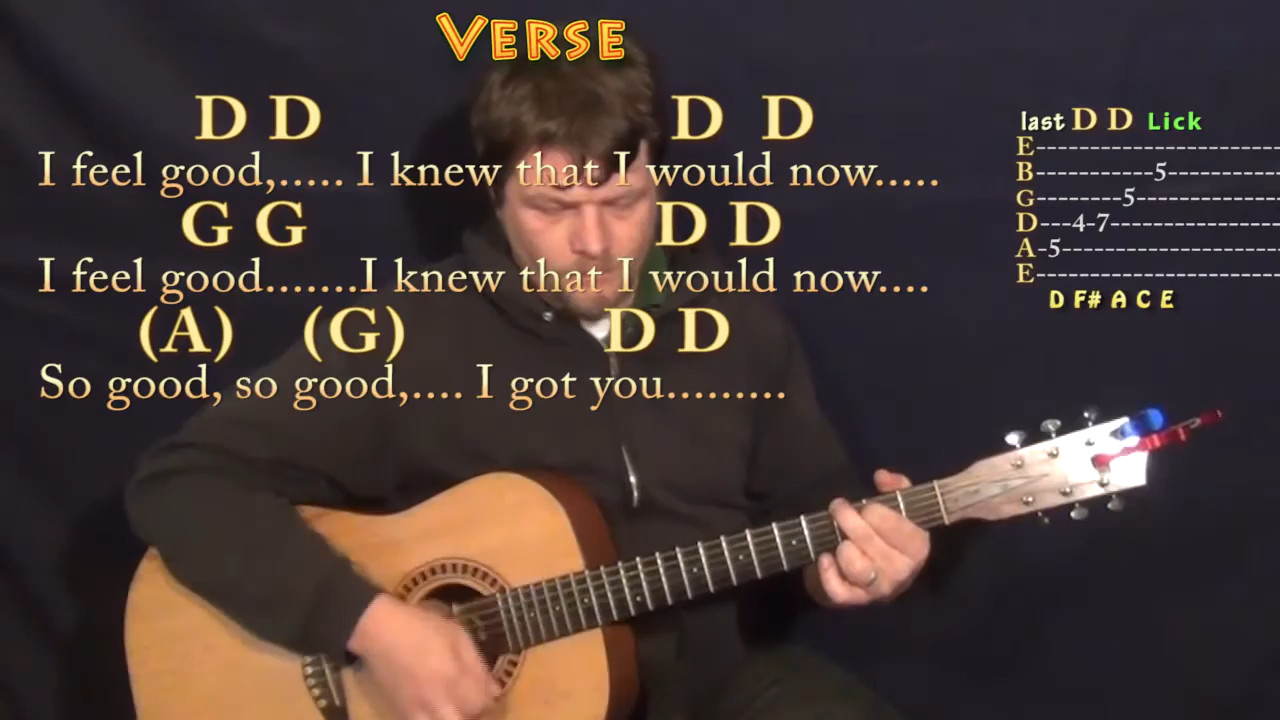 VERSE
D D D D
I feel good,..... I knew that I would now.....
G G D D
I feel good.......I knew that I would now....
(A) (G) D D
So good, so good,.... I got you.........
last D D Lick
E-----------------------
B-----------5-----------
G--------5--------------
D---4-7-----------------
A-5---------------------
E-----------------------
D F# A C E